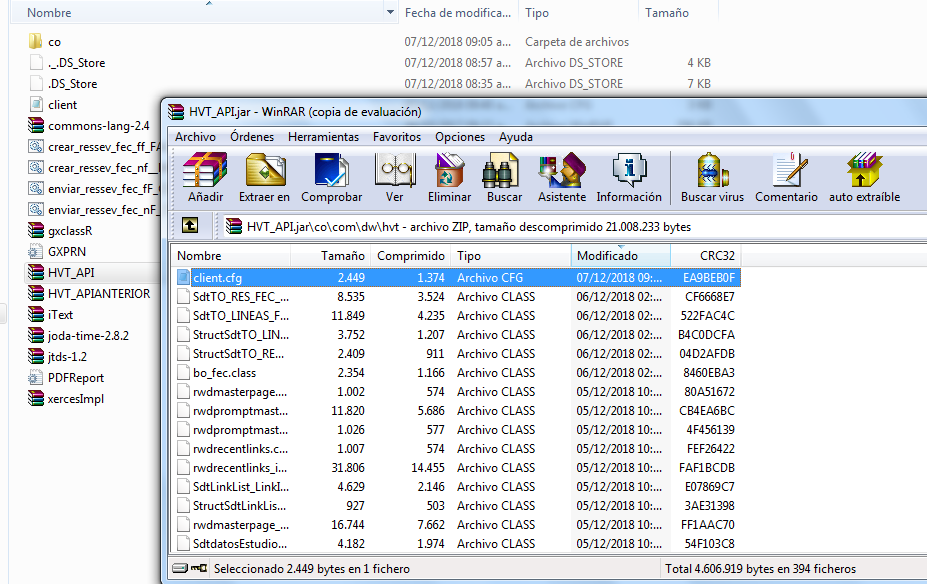 Nombre Fecha de modifica... Tipo Tamaño
co 07/12/2018 09:05 a... Carpeta de archivos
._.DS_Store 07/12/2018 08:57 a... Archivo DS_STORE 4 KB
.DS_Store 07/12/2018 08:35 a... Archivo DS_STORE 7 KB
client
commons-lang-2.4
crear_ressev_fec_ff_FA
crear_ressev_fec_nf_
enviar_ressev_fec_fF_
enviar_ressev_fec_nF_
gxclassR
GXPRN
HVT_API
HVT_APIANTERIOR
iText
joda-time-2.8.2
jtds-1.2
PDFReport
xercesImpl
HVT_API.jar - WinRAR (copia de evaluación)
Archivo Órdenes Herramientas Favoritos Opciones Ayuda
Añadir Extraer en Comprobar Ver Eliminar Buscar Asistente Información Buscar virus Comentario auto extraíble
HVT_API.jar\co\com\dw\hvt - archivo ZIP, tamaño descomprimido 21.008.233 bytes
Nombre Tamaño Comprimido Tipo Modificado CRC32
client.cfg 2.449 1.374 Archivo CFG 07/12/2018 09:... EA9BEB0F
SdtTO_RES_FEC_... 8.535 3.524 Archivo CLASS 06/12/2018 02:... CF6668E7
SdtTO_LINEAS_F... 11.849 4.235 Archivo CLASS 06/12/2018 02:... 522FAC4C
StructSdtTO_LIN... 3.752 1.207 Archivo CLASS 06/12/2018 02:... B4C0DCFA
StructSdtTO_RE... 2.409 911 Archivo CLASS 06/12/2018 02:... 04D2AFDB
bo_fec.class 2.354 1.166 Archivo CLASS 06/12/2018 02:... 8460EBA3
rwdmasterpage.... 1.002 574 Archivo CLASS 05/12/2018 10:... 80A51672
rwdpromptmast... 11.820 5.686 Archivo CLASS 05/12/2018 10:... CB4EA6BC
rwdpromptmast... 1.026 577 Archivo CLASS 05/12/2018 10:... 4F456139
rwdrecentlinks.c... 1.007 574 Archivo CLASS 05/12/2018 10:... FEF26422
rwdrecentlinks_i... 31.806 14.455 Archivo CLASS 05/12/2018 10:... FAF1BCDB
SdtLinkList_LinkI... 4.629 2.146 Archivo CLASS 05/12/2018 10:... E07869C7
StructSdtLinkLis... 927 503 Archivo CLASS 05/12/2018 10:... 3AE31398
rwdmasterpage_... 16.744 7.662 Archivo CLASS 05/12/2018 10:... FF1AAC70
SdtdatosEstudio... 4.182 1.974 Archivo CLASS 05/12/2018 10:... 54F103C8
Seleccionado 2.449 bytes en 1 fichero Total 4.606.919 bytes en 394 ficheros